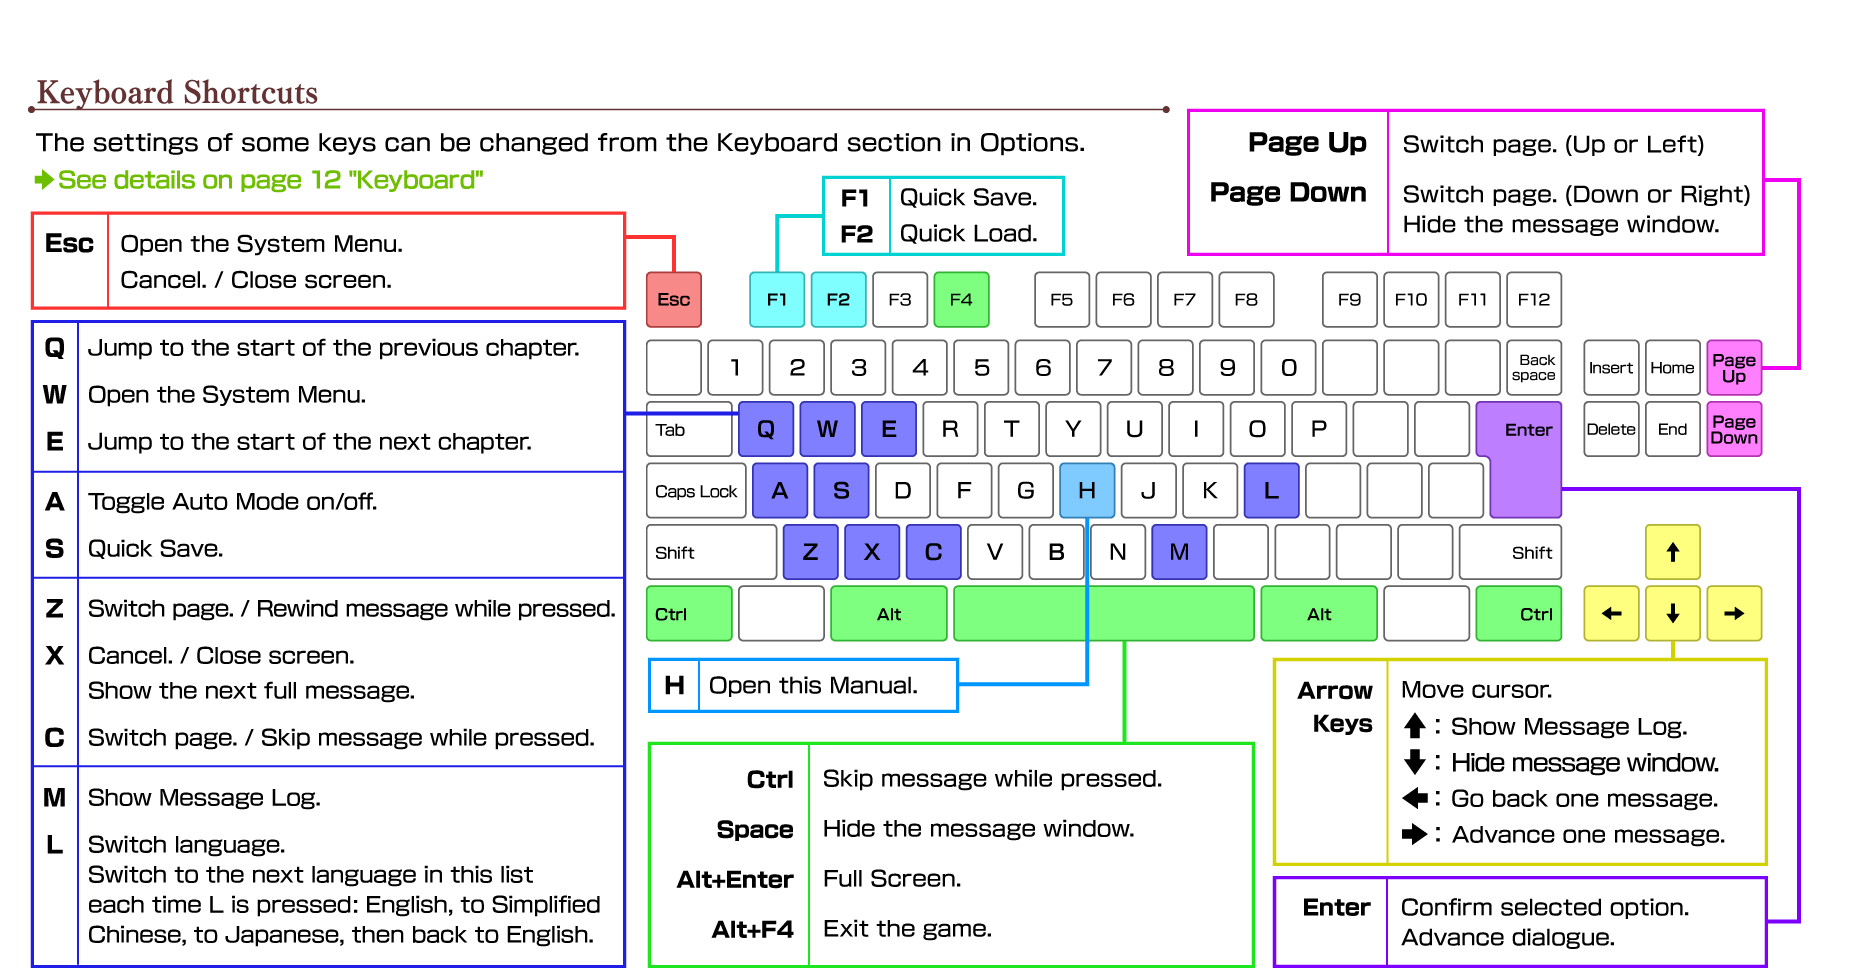 Keyboard Shortcuts
The settings of some keys can be changed from the Keyboard section in Options.
See details on page 12 "Keyboard"
Page Up Switch page. (Up or Left)
Page Down Switch page. (Down or Right)
Hide the message window.
F1 Quick Save.
F2 Quick Load.
Esc Open the System Menu.
Cancel. / Close screen.
Q Jump to the start of the previous chapter.
W Open the System Menu.
E Jump to the start of the next chapter.
A Toggle Auto Mode on/off.
S Quick Save.
Z Switch page. / Rewind message while pressed.
X Cancel. / Close screen.
Show the next full message.
C Switch page. / Skip message while pressed.
M Show Message Log.
L Switch language.
Switch to the next language in this list
each time L is pressed: English, to Simplified
Chinese, to Japanese, then back to English.
Esc F1 F2 F3 F4 F5 F6 F7 F8 F9 F10 F11 F12
1 2 3 4 5 6 7 8 9 0 Back
space
Insert Home Page
Up
Tab Q W E R T Y U I O P Enter
Delete End Page
Down
Caps Lock A S D F G H J K L
Shift Z X C V B N M Shift
↑
Ctrl Alt Alt Ctrl
← ↓ →
H Open this Manual.
Ctrl Skip message while pressed.
Space Hide the message window.
Alt+Enter Full Screen.
Alt+F4 Exit the game.
Arrow
Keys
Move cursor.
↑ : Show Message Log.
↓ : Hide message window.
← : Go back one message.
→ : Advance one message.
Enter Confirm selected option.
Advance dialogue.